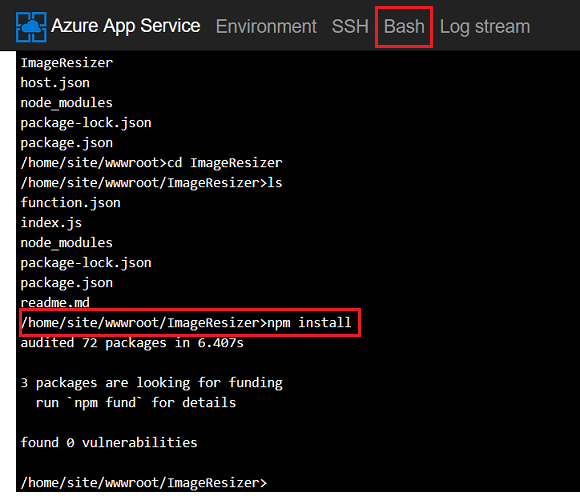 Azure App Service Environment SSH Bash Log stream
ImageResizer
host.json
node_modules
package-lock.json
package.json
/home/site/wwwroot>cd ImageResizer
/home/site/wwwroot/ImageResizer>ls
function.json
index.js
node_modules
package-lock.json
package.json
readme.md
/home/site/wwwroot/ImageResizer>npm install
audited 72 packages in 6.407s
3 packages are looking for funding
run `npm fund` for details
found 0 vulnerabilities
/home/site/wwwroot/ImageResizer>